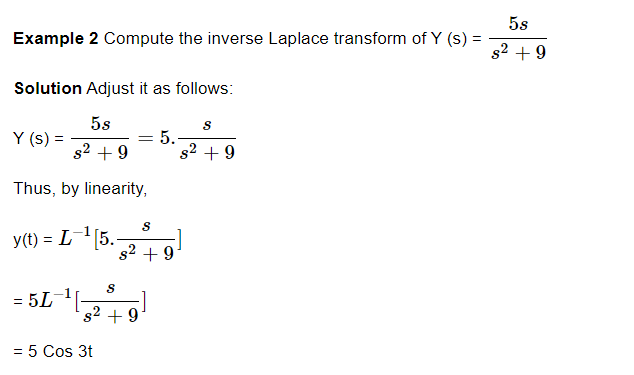 Example 2 Compute the inverse Laplace transform of Y (s) = \frac{5s}{s^2 + 9}
Solution Adjust it as follows:
Y (s) = \frac{5s}{s^2 + 9} = 5.\frac{s}{s^2 + 9}
Thus, by linearity,
y(t) = L^{-1}[5.\frac{s}{s^2 + 9}]
= 5L^{-1}[\frac{s}{s^2 + 9}]
= 5 Cos 3t